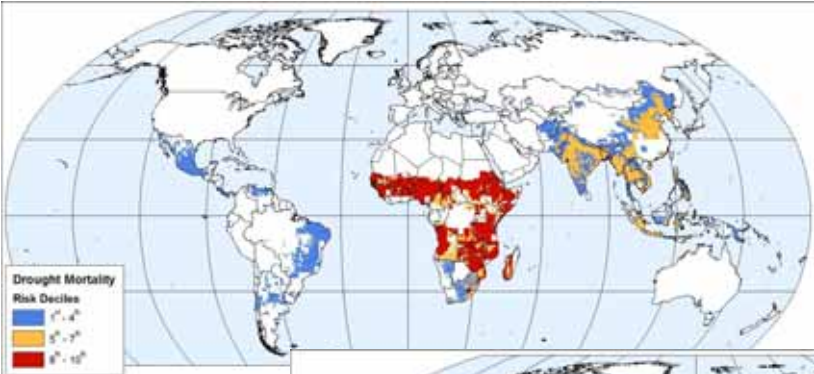 Drought Mortality
Risk Deciles
1st - 4th
5th - 7th
8th - 10th